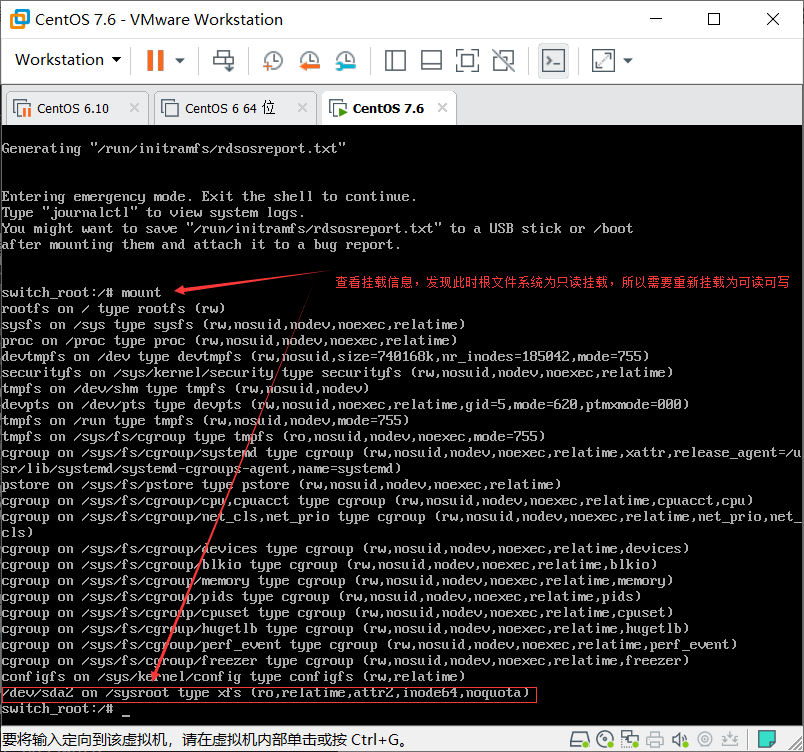 CentOS 7.6 - VMware Workstation
Workstation
CentOS 6.10
CentOS 6 64 位
CentOS 7.6
Generating "/run/initramfs/rdsosreport.txt"
Entering emergency mode. Exit the shell to continue.
Type "journalctl" to view system logs.
You might want to save "/run/initramfs/rdsosreport.txt" to a USB stick or /boot
after mounting them and attach it to a bug report.
switch_root:/# mount
查看挂载信息，发现此时根文件系统为只读挂载，所以需要重新挂载为可读可写
rootfs on / type rootfs (rw)
sysfs on /sys type sysfs (rw,nosuid,nodev,noexec,relatime)
proc on /proc type proc (rw,nosuid,nodev,noexec,relatime)
devtmpfs on /dev type devtmpfs (rw,nosuid,size=740168k,nr_inodes=185042,mode=755)
securityfs on /sys/kernel/security type securityfs (rw,nosuid,nodev,noexec,relatime)
tmpfs on /dev/shm type tmpfs (rw,nosuid,nodev)
devpts on /dev/pts type devpts (rw,nosuid,noexec,relatime,gid=5,mode=620,ptmxmode=000)
tmpfs on /run type tmpfs (rw,nosuid,nodev,mode=755)
tmpfs on /sys/fs/cgroup type tmpfs (ro,nosuid,nodev,noexec,mode=755)
cgroup on /sys/fs/cgroup/systemd type cgroup (rw,nosuid,nodev,noexec,relatime,xattr,release_agent=/u
sr/lib/systemd/systemd-cgroups-agent,name=systemd)
pstore on /sys/fs/pstore type pstore (rw,nosuid,nodev,noexec,relatime)
cgroup on /sys/fs/cgroup/cpu,cpuacct type cgroup (rw,nosuid,nodev,noexec,relatime,cpuacct,cpu)
cgroup on /sys/fs/cgroup/net_cls,net_prio type cgroup (rw,nosuid,nodev,noexec,relatime,net_prio,net_
cls)
cgroup on /sys/fs/cgroup/devices type cgroup (rw,nosuid,nodev,noexec,relatime,devices)
cgroup on /sys/fs/cgroup/blkio type cgroup (rw,nosuid,nodev,noexec,relatime,blkio)
cgroup on /sys/fs/cgroup/memory type cgroup (rw,nosuid,nodev,noexec,relatime,memory)
cgroup on /sys/fs/cgroup/pids type cgroup (rw,nosuid,nodev,noexec,relatime,pids)
cgroup on /sys/fs/cgroup/cpuset type cgroup (rw,nosuid,nodev,noexec,relatime,cpuset)
cgroup on /sys/fs/cgroup/hugetlb type cgroup (rw,nosuid,nodev,noexec,relatime,hugetlb)
cgroup on /sys/fs/cgroup/perf_event type cgroup (rw,nosuid,nodev,noexec,relatime,perf_event)
cgroup on /sys/fs/cgroup/freezer type cgroup (rw,nosuid,nodev,noexec,relatime,freezer)
configfs on /sys/kernel/config type configfs (rw,relatime)
/dev/sda2 on /sysroot type xfs (ro,relatime,attr2,inode64,noquota)
switch_root:/# _
要将输入定向到该虚拟机，请在虚拟机内部单击或按 Ctrl+G。